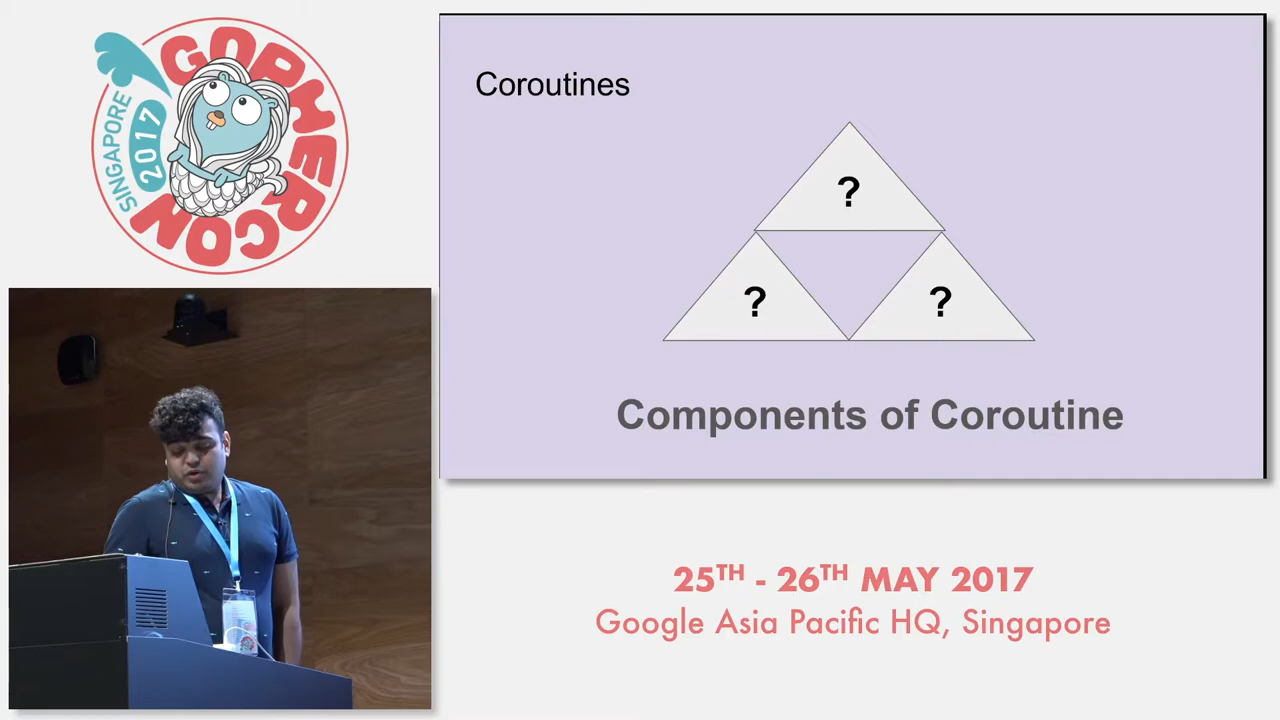 GOPHERCON
SINGAPORE
2017
Coroutines
?
? ?
Components of Coroutine
25TH - 26TH MAY 2017
Google Asia Pacific HQ, Singapore